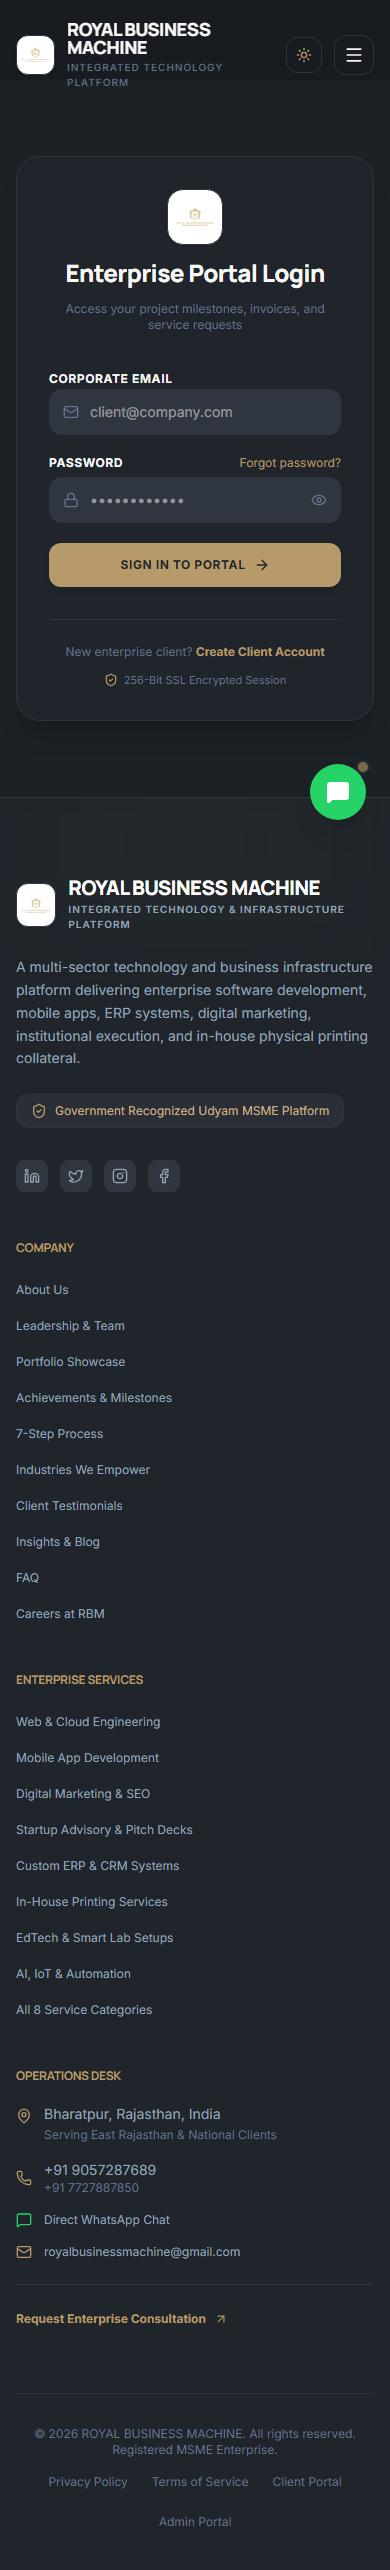 ROYAL BUSINESS
MACHINE
INTEGRATED TECHNOLOGY
PLATFORM
Enterprise Portal Login
Access your project milestones, invoices, and
service requests
CORPORATE EMAIL
client@company.com
PASSWORD
Forgot password?
••••••••••••
SIGN IN TO PORTAL
New enterprise client? Create Client Account
256-Bit SSL Encrypted Session
ROYAL BUSINESS MACHINE
INTEGRATED TECHNOLOGY & INFRASTRUCTURE
PLATFORM
A multi-sector technology and business infrastructure
platform delivering enterprise software development,
mobile apps, ERP systems, digital marketing,
institutional execution, and in-house physical printing
collateral.
Government Recognized Udyam MSME Platform
COMPANY
About Us
Leadership & Team
Portfolio Showcase
Achievements & Milestones
7-Step Process
Industries We Empower
Client Testimonials
Insights & Blog
FAQ
Careers at RBM
ENTERPRISE SERVICES
Web & Cloud Engineering
Mobile App Development
Digital Marketing & SEO
Startup Advisory & Pitch Decks
Custom ERP & CRM Systems
In-House Printing Services
EdTech & Smart Lab Setups
AI, IoT & Automation
All 8 Service Categories
OPERATIONS DESK
Bharatpur, Rajasthan, India
Serving East Rajasthan & National Clients
+91 9057287689
+91 7727887850
Direct WhatsApp Chat
royalbusinessmachine@gmail.com
Request Enterprise Consultation
© 2026 ROYAL BUSINESS MACHINE. All rights reserved.
Registered MSME Enterprise.
Privacy Policy
Terms of Service
Client Portal
Admin Portal